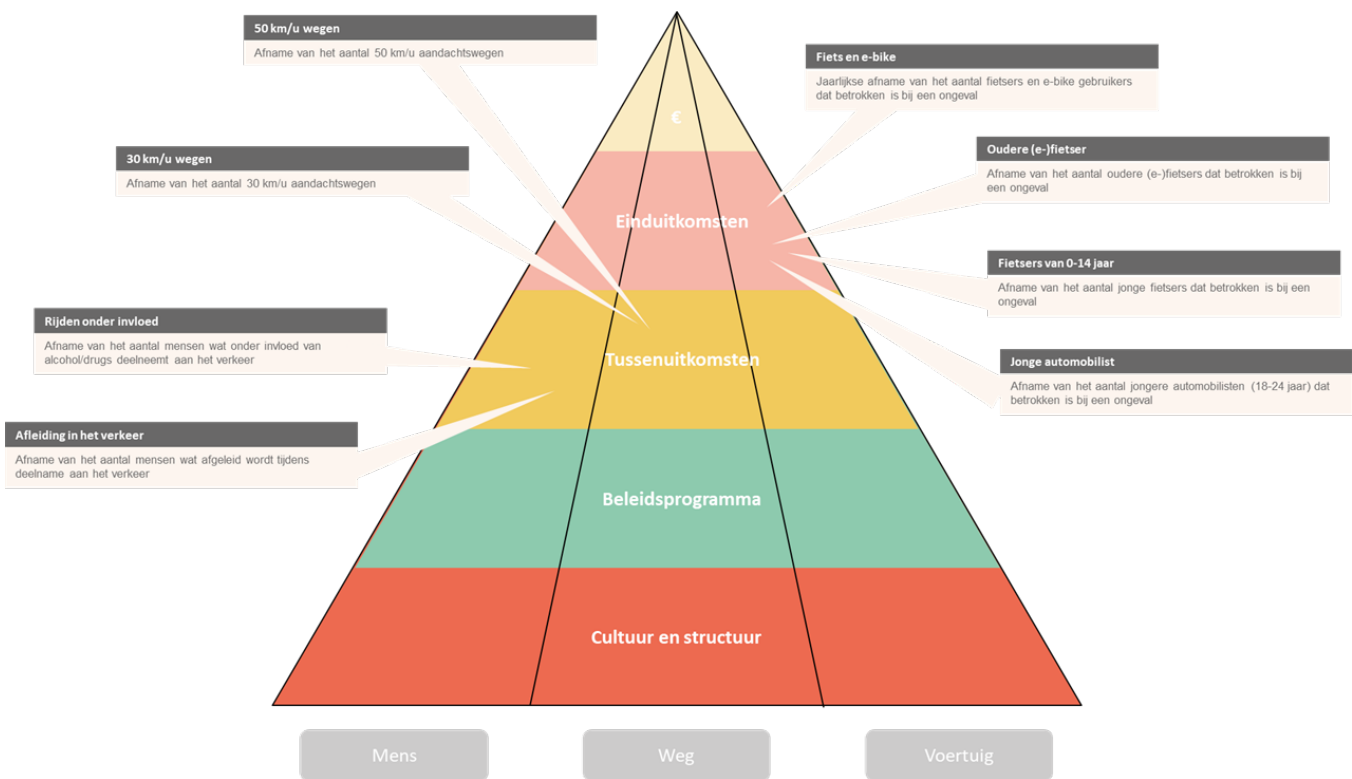 50 km/u wegen
Afname van het aantal 50 km/u aandachtswegen
30 km/u wegen
Afname van het aantal 30 km/u aandachtswegen
Rijden onder invloed
Afname van het aantal mensen wat onder invloed van
alcohol/drugs deelneemt aan het verkeer
Afleiding in het verkeer
Afname van het aantal mensen wat afgeleid wordt tijdens
deelname aan het verkeer
Fiets en e-bike
Jaarlijkse afname van het aantal fietsers en e-bike gebruikers
dat betrokken is bij een ongeval
Oudere (e-)fietser
Afname van het aantal oudere (e-)fietsers dat betrokken is bij
een ongeval
Fietsers van 0-14 jaar
Afname van het aantal jonge fietsers dat betrokken is bij een
ongeval
Jonge automobilist
Afname van het aantal jongere automobilisten (18-24 jaar) dat
betrokken is bij een ongeval
€
Einduitkomsten
Tussenuitkomsten
Beleidsprogramma
Cultuur en structuur
Mens
Weg
Voertuig